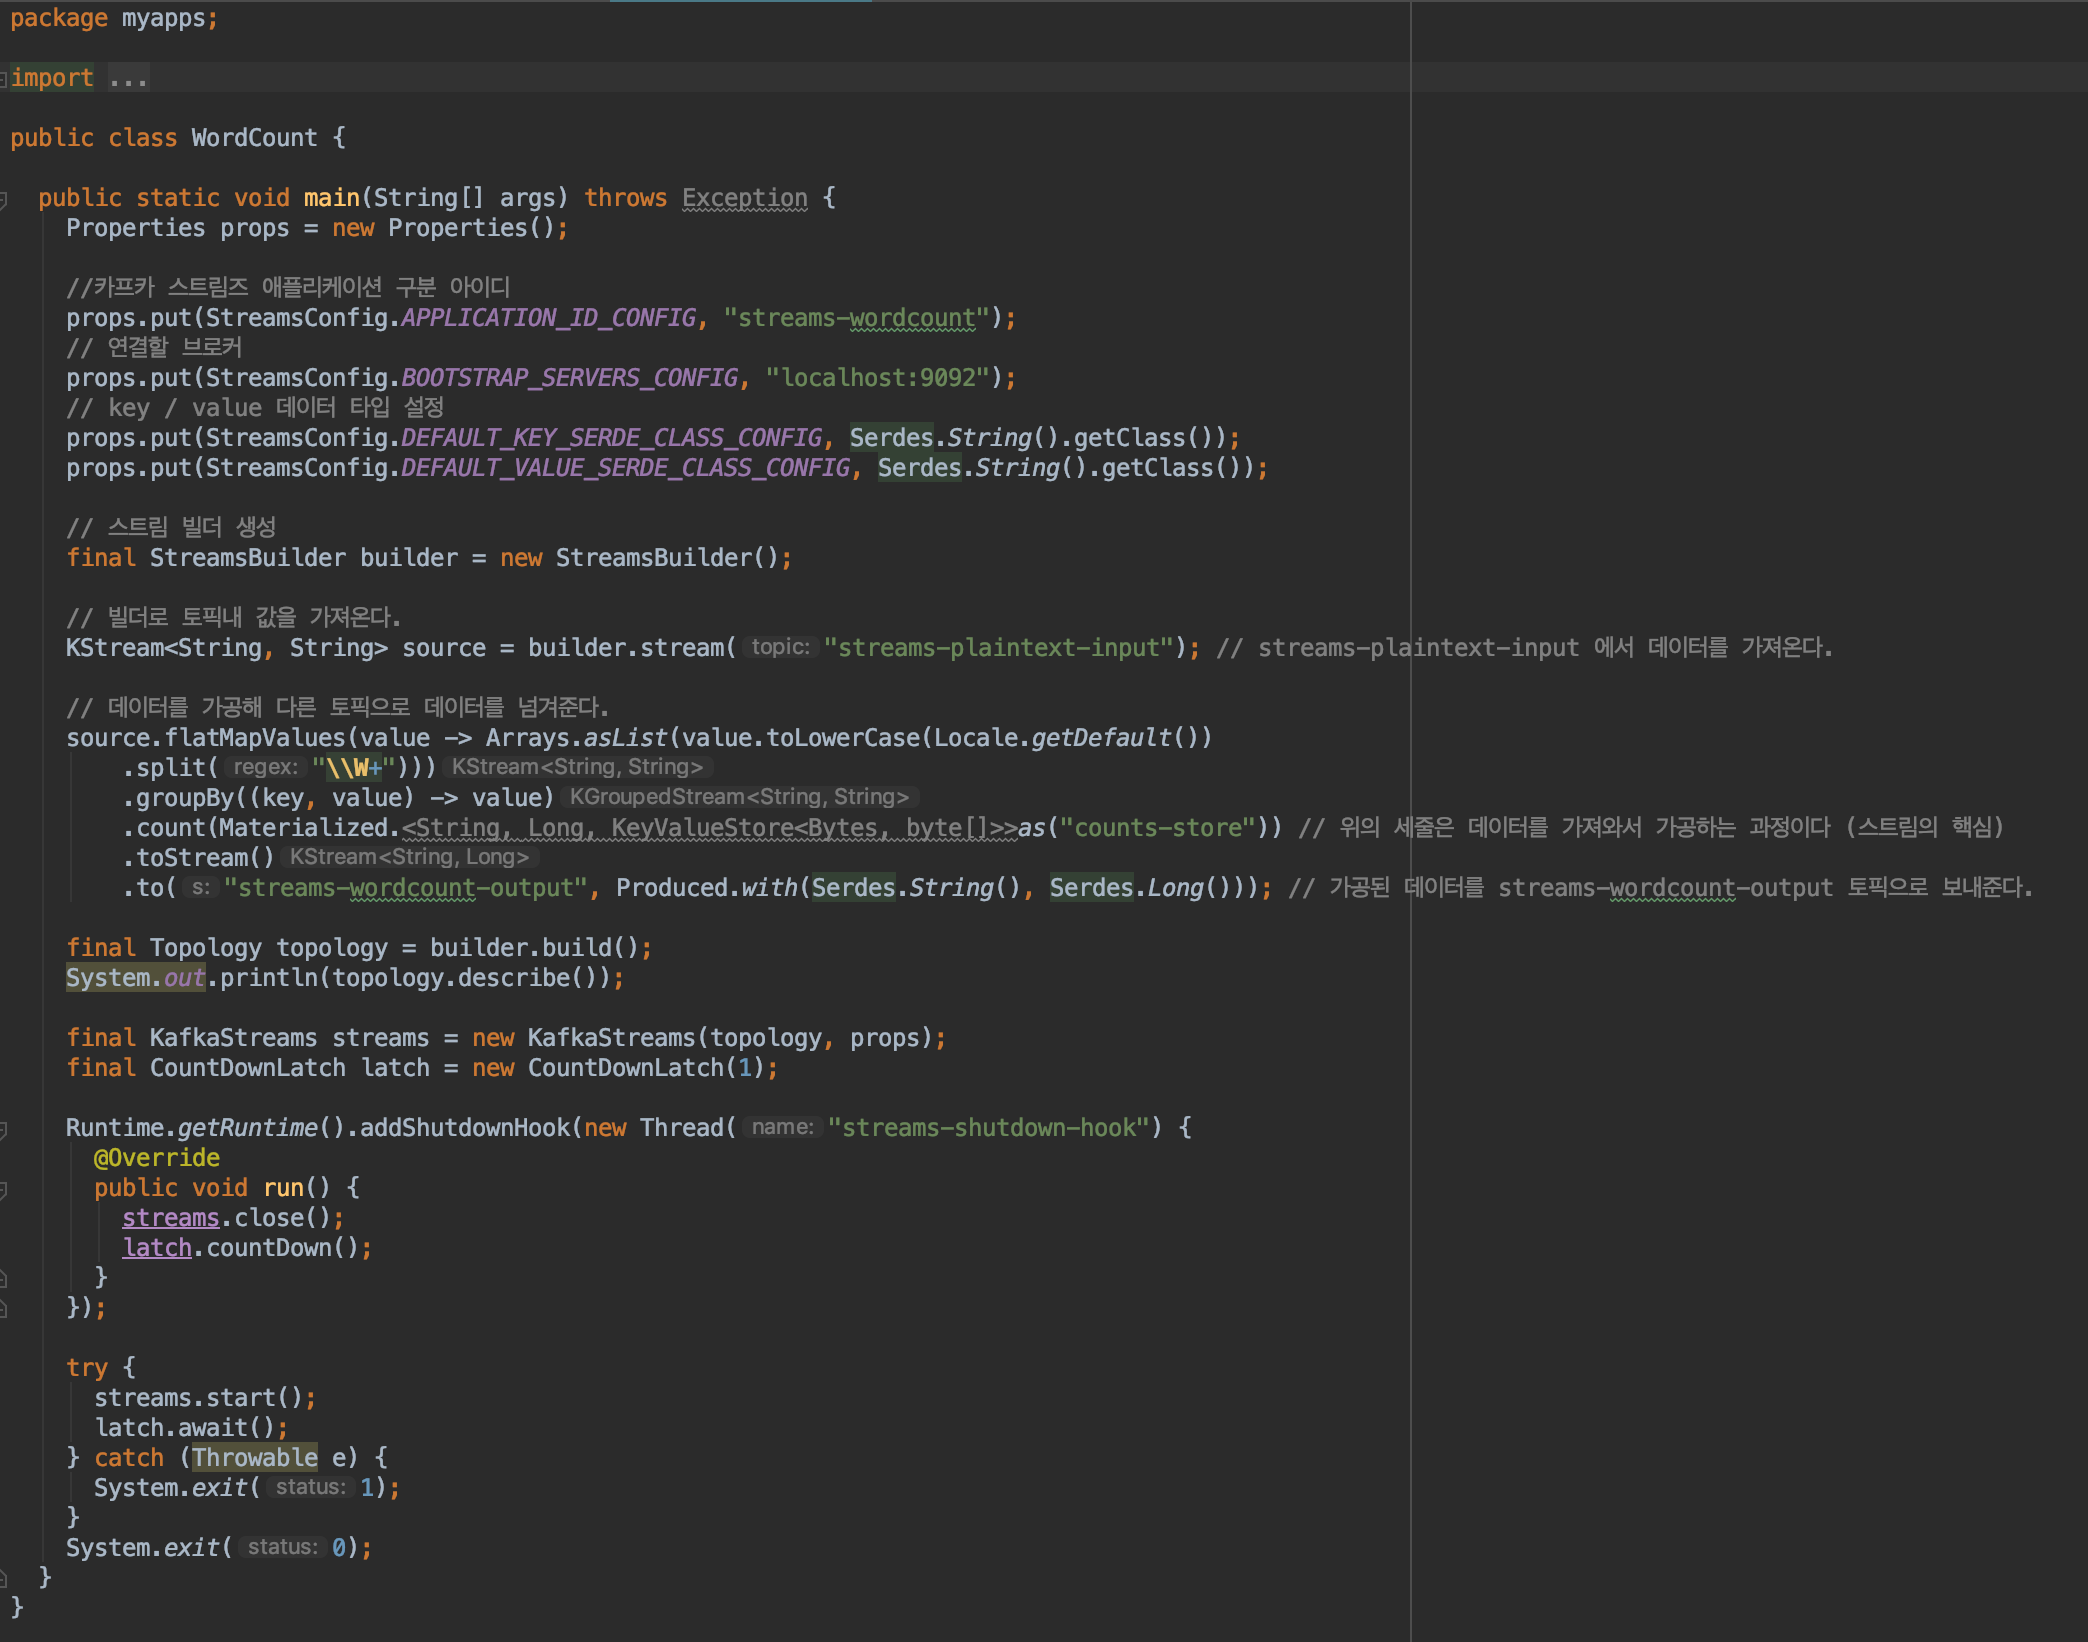 package myapps;
import ...
public class WordCount {
public static void main(String[] args) throws Exception {
Properties props = new Properties();
//카프카 스트림즈 애플리케이션 구분 아이디
props.put(StreamsConfig.APPLICATION_ID_CONFIG, "streams-wordcount");
// 연결할 브로커
props.put(StreamsConfig.BOOTSTRAP_SERVERS_CONFIG, "localhost:9092");
// key / value 데이터 타입 설정
props.put(StreamsConfig.DEFAULT_KEY_SERDE_CLASS_CONFIG, Serdes.String().getClass());
props.put(StreamsConfig.DEFAULT_VALUE_SERDE_CLASS_CONFIG, Serdes.String().getClass());
// 스트림 빌더 생성
final StreamsBuilder builder = new StreamsBuilder();
// 빌더로 토픽내 값을 가져온다.
KStream<String, String> source = builder.stream( topic: "streams-plaintext-input"); // streams-plaintext-input 에서 데이터를 가져온다.
// 데이터를 가공해 다른 토픽으로 데이터를 넘겨준다.
source.flatMapValues(value -> Arrays.asList(value.toLowerCase(Locale.getDefault())
.split( regex: "\\W+"))) KStream<String, String>
.groupBy((key, value) -> value) KGroupedStream<String, String>
.count(Materialized.<String, Long, KeyValueStore<Bytes, byte[]>>as("counts-store")) // 위의 세줄은 데이터를 가져와서 가공하는 과정이다 (스트림의 핵심)
.toStream() KStream<String, Long>
.to( s: "streams-wordcount-output", Produced.with(Serdes.String(), Serdes.Long())); // 가공된 데이터를 streams-wordcount-output 토픽으로 보내준다.
final Topology topology = builder.build();
System.out.println(topology.describe());
final KafkaStreams streams = new KafkaStreams(topology, props);
final CountDownLatch latch = new CountDownLatch(1);
Runtime.getRuntime().addShutdownHook(new Thread( name: "streams-shutdown-hook") {
@Override
public void run() {
streams.close();
latch.countDown();
}
});
try {
streams.start();
latch.await();
} catch (Throwable e) {
System.exit( status: 1);
}
System.exit( status: 0);
}
}